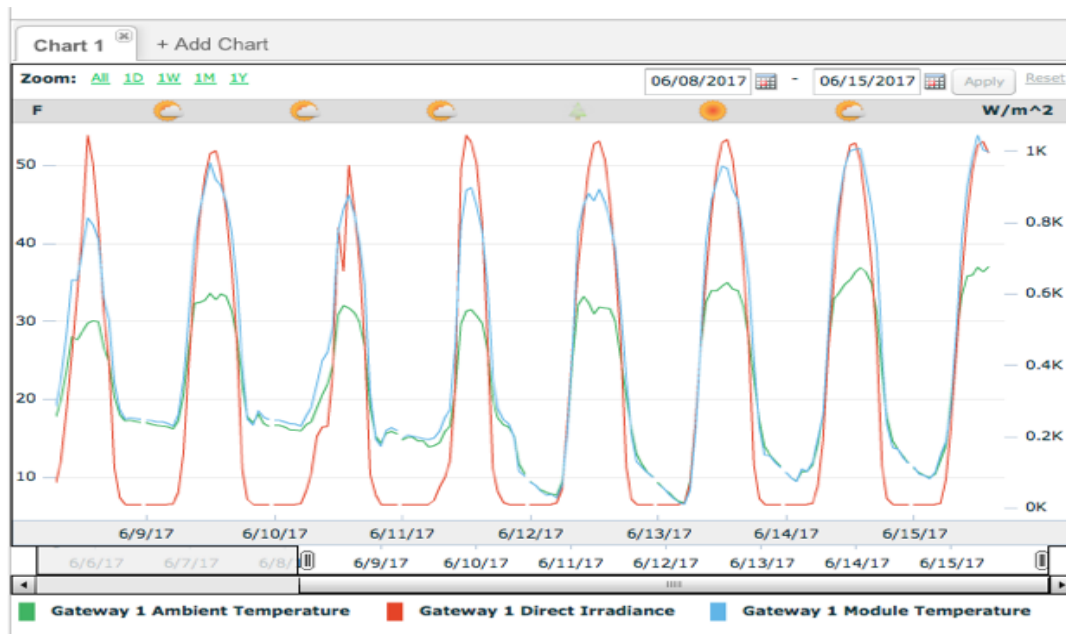 Chart 1 + Add Chart
Zoom: All 1D 1W 1M 1Y 06/08/2017 - 06/15/2017 Apply Reset
F W/m^2
50 1K
40 0.8K
30 0.6K
20 0.4K
10 0.2K
0K
6/9/17 6/10/17 6/11/17 6/12/17 6/13/17 6/14/17 6/15/17
6/6/17 6/7/17 6/8/ 6/9/17 6/10/17 6/11/17 6/12/17 6/13/17 6/14/17 6/15/17
Gateway 1 Ambient Temperature Gateway 1 Direct Irradiance Gateway 1 Module Temperature